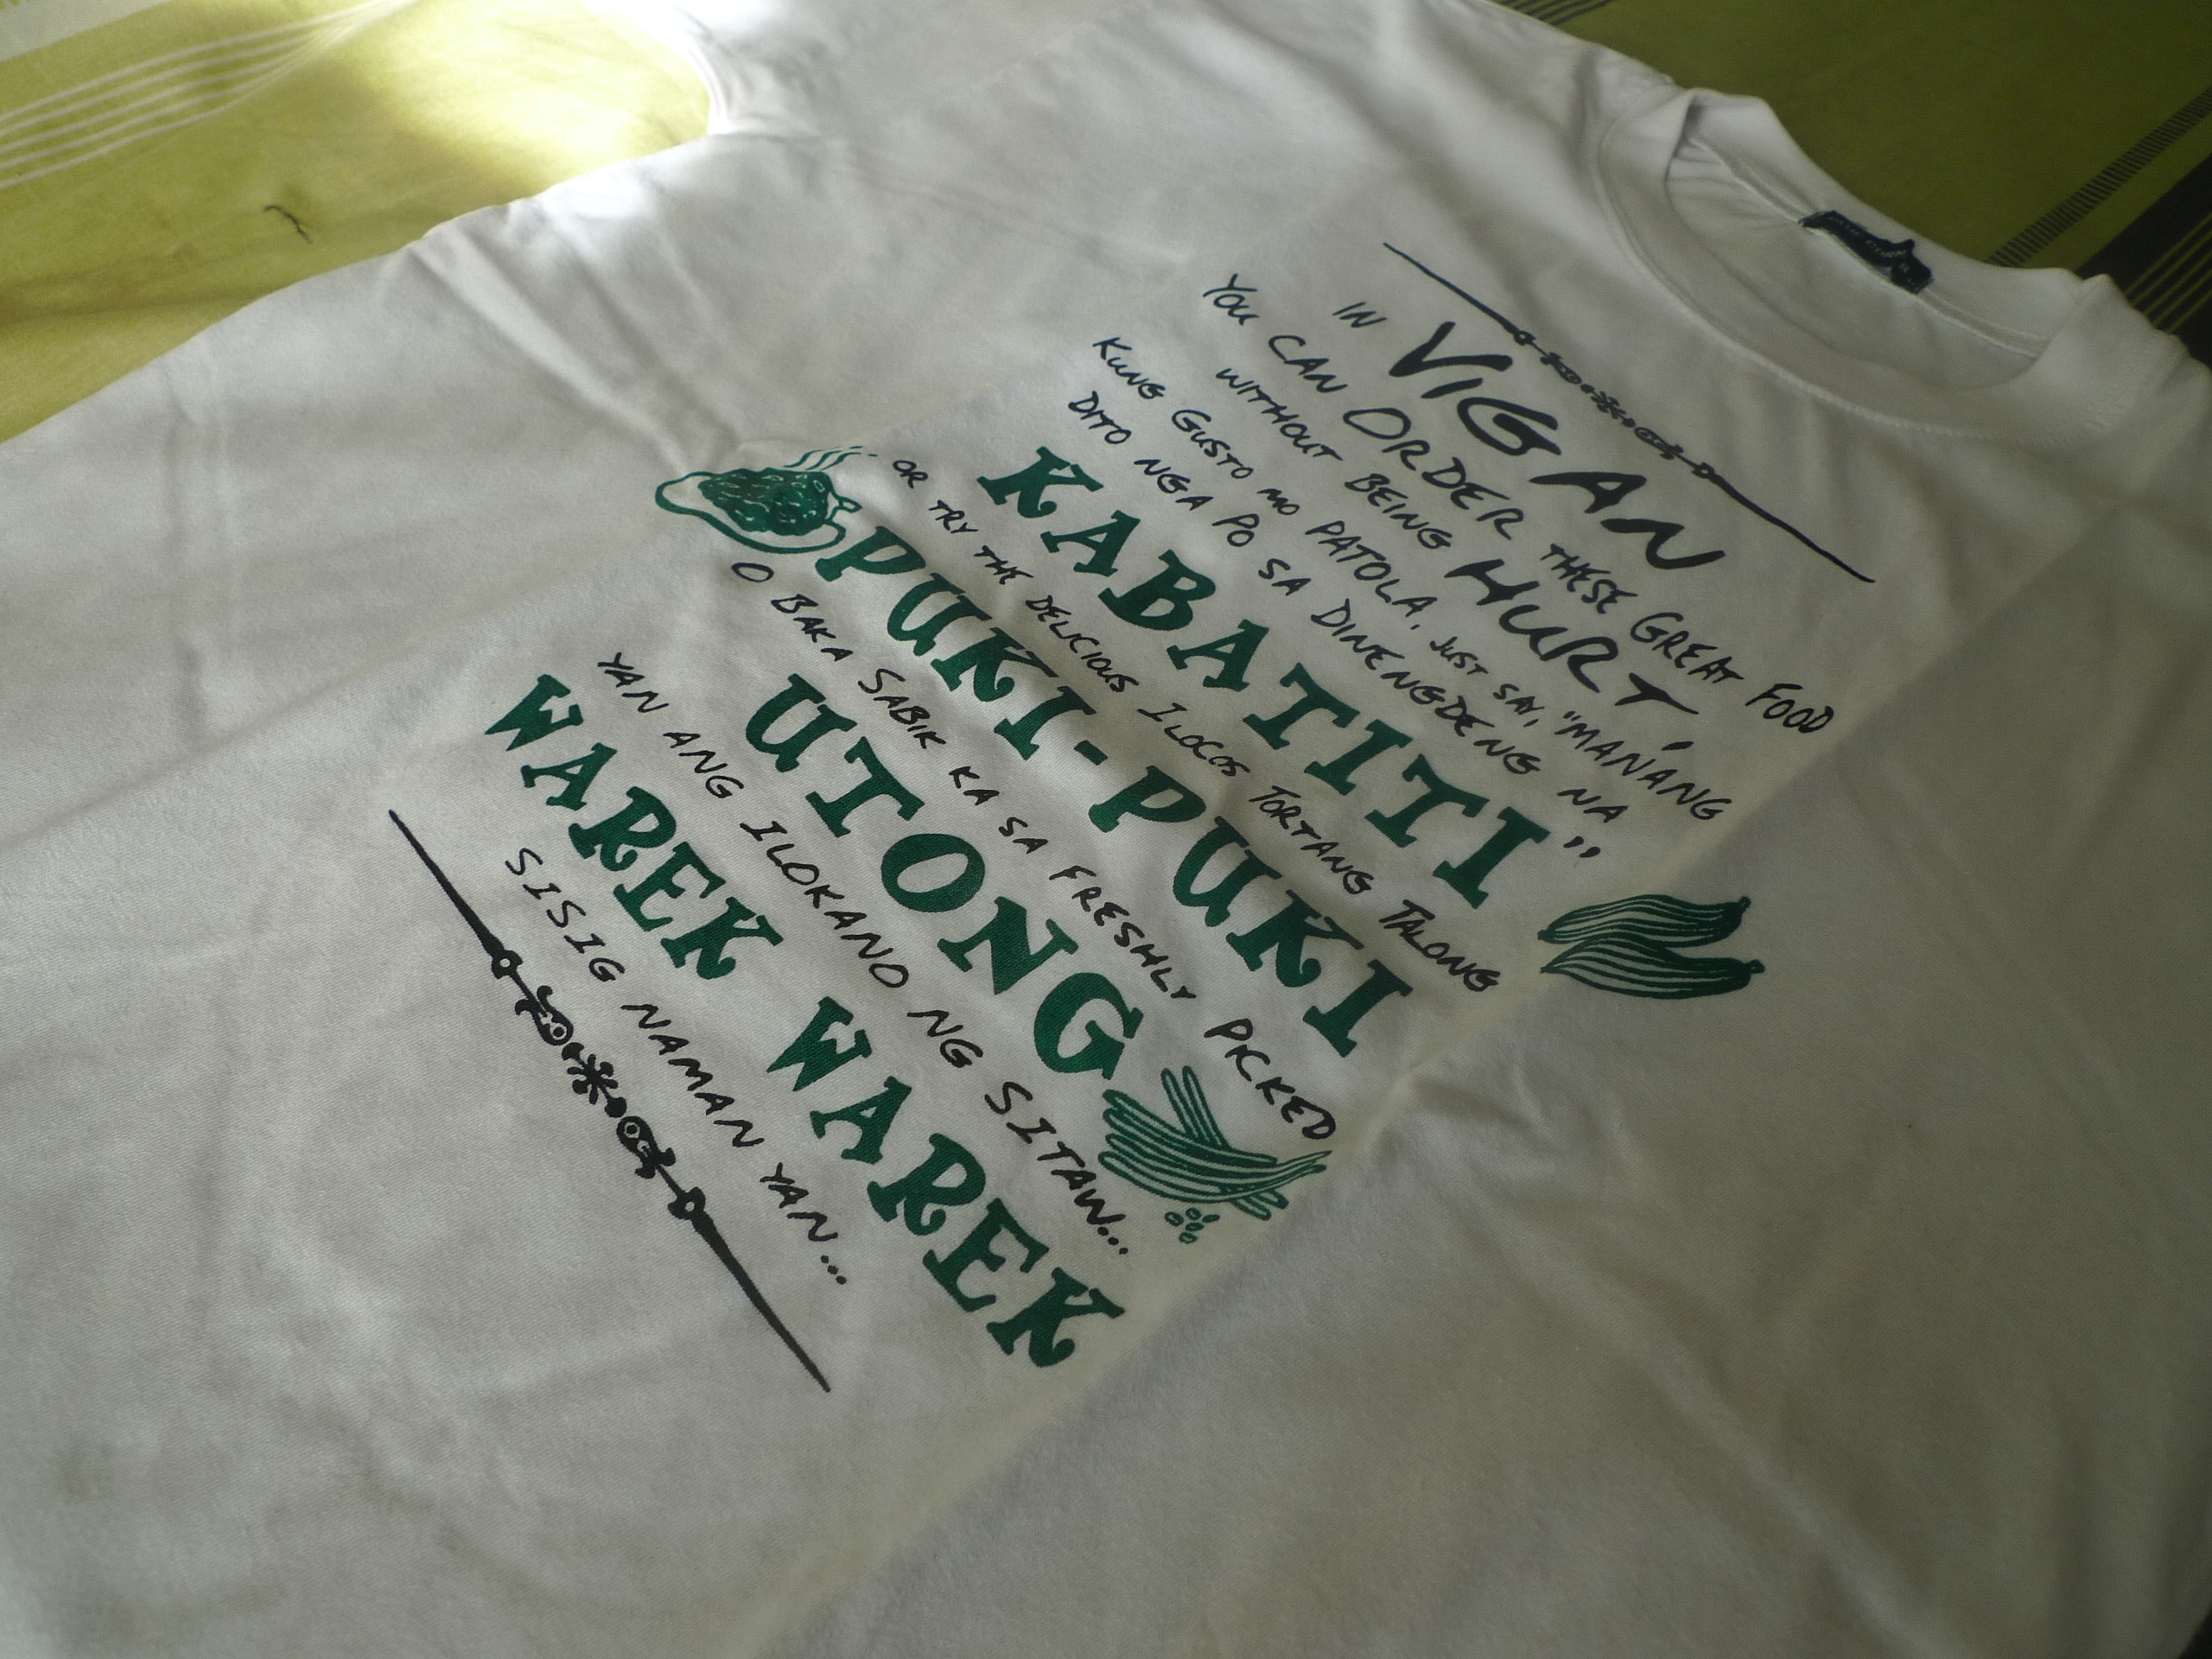 IN VIGAN
YOU CAN ORDER THESE GREAT FOOD
WITHOUT BEING HURT.
KUNG GUSTO MO PATOLA, JUST SAY, "MANANG
DITO NGA PO SA DINENGDENG NA
KABATITI"
OR TRY THE DELICIOUS ILOCOS TORTANG TALONG
PUKI-PUKI
O BAKA SABIK KA SA FRESHLY PICKED
UTONG
YAN ANG ILOKANO NG SITAW...
WAREK WAREK
SISIG NAMAN YAN...